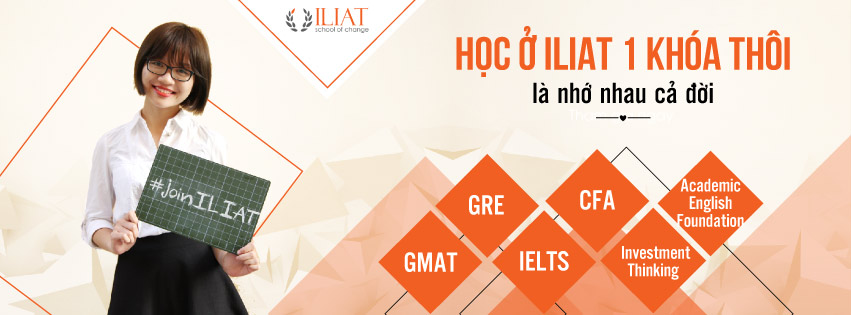 ILIAT
school of change
HỌC Ở ILIAT 1 KHÓA THÔI
là nhớ nhau cả đời
#JoinILIAT
GRE
CFA
Academic
English
Foundation
GMAT
IELTS
Investment
Thinking